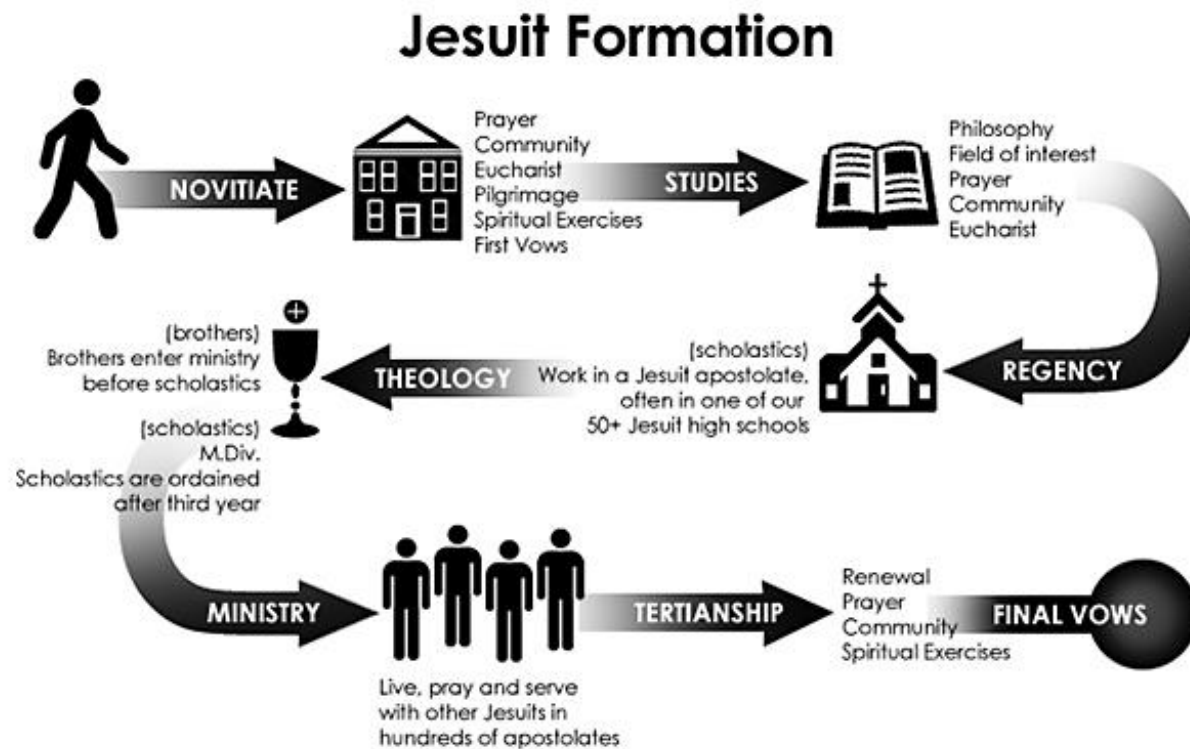 Jesuit Formation
NOVITIATE
Prayer
Community
Eucharist
Pilgrimage
Spiritual Exercises
First Vows
STUDIES
Philosophy
Field of interest
Prayer
Community
Eucharist
REGENCY
(scholastics)
Work in a Jesuit apostolate,
often in one of our
50+ Jesuit high schools
THEOLOGY
(brothers)
Brothers enter ministry
before scholastics
(scholastics)
M.Div.
Scholastics are ordained
after third year
MINISTRY
Live, pray and serve
with other Jesuits in
hundreds of apostolates
TERTIANSHIP
Renewal
Prayer
Community
Spiritual Exercises
FINAL VOWS